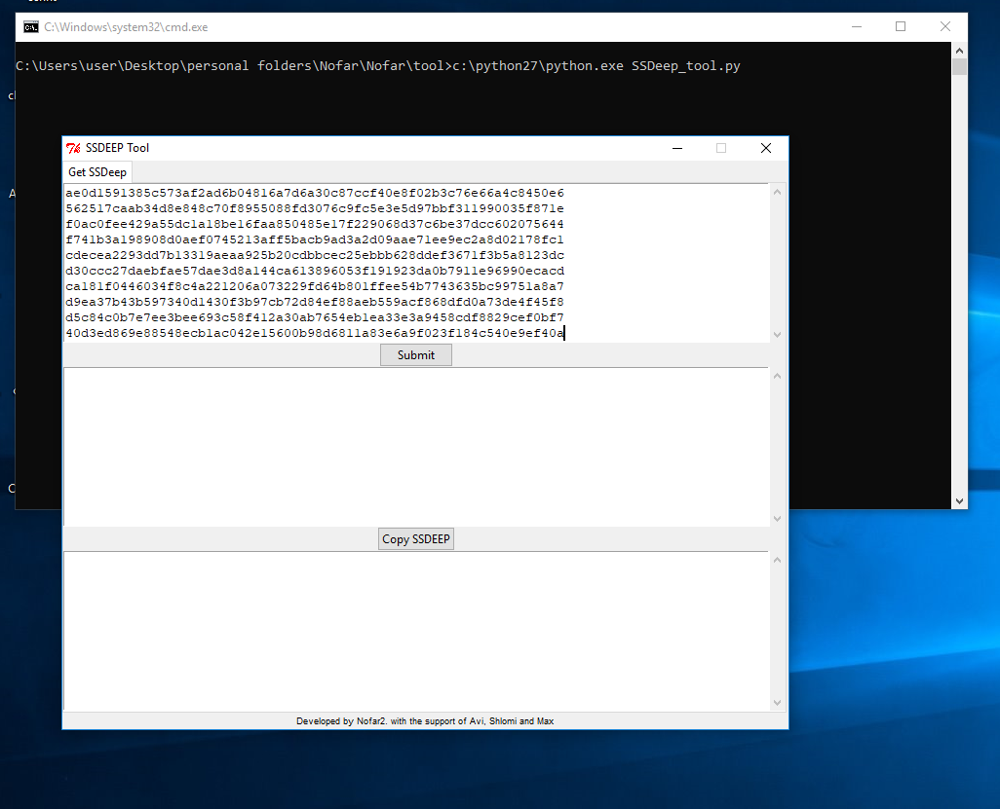 C:\Windows\system32\cmd.exe
C:\Users\user\Desktop\personal folders\Nofar\Nofar\tool>c:\python27\python.exe SSDeep_tool.py
SSDEEP Tool
Get SSDeep
ae0d1591385c573af2ad6b04816a7d6a30c87ccf40e8f02b3c76e66a4c8450e6
562517caab34d8e848c70f8955088fd3076c9fc5e3e5d97bbf311990035f871e
f0ac0fee429a55dc1a18be16faa850485e17f229068d37c6be37dcc602075644
f741b3a198908d0aef0745213aff5bacb9ad3a2d09aae71ee9ec2a8d02178fc1
cdecea2293dd7b13319aeaa925b20cdbbcec25ebbb628ddef3671f3b5a8123dc
d30ccc27daebfae57dae3d8a144ca613896053f191923da0b7911e96990ecacd
ca181f0446034f8c4a221206a073229fd64b801ffee54b7743635bc99751a8a7
d9ea37b43b597340d1430f3b97cb72d84ef88aeb559acf868dfd0a73de4f45f8
d5c84c0b7e7ee3bee693c58f412a30ab7654eb1ea33e3a9458cdf8829cef0bf7
40d3ed869e88548ecb1ac042e15600b98d6811a83e6a9f023f184c540e9ef40a
Submit
Copy SSDEEP
Developed by Nofar2. with the support of Avi, Shlomi and Max